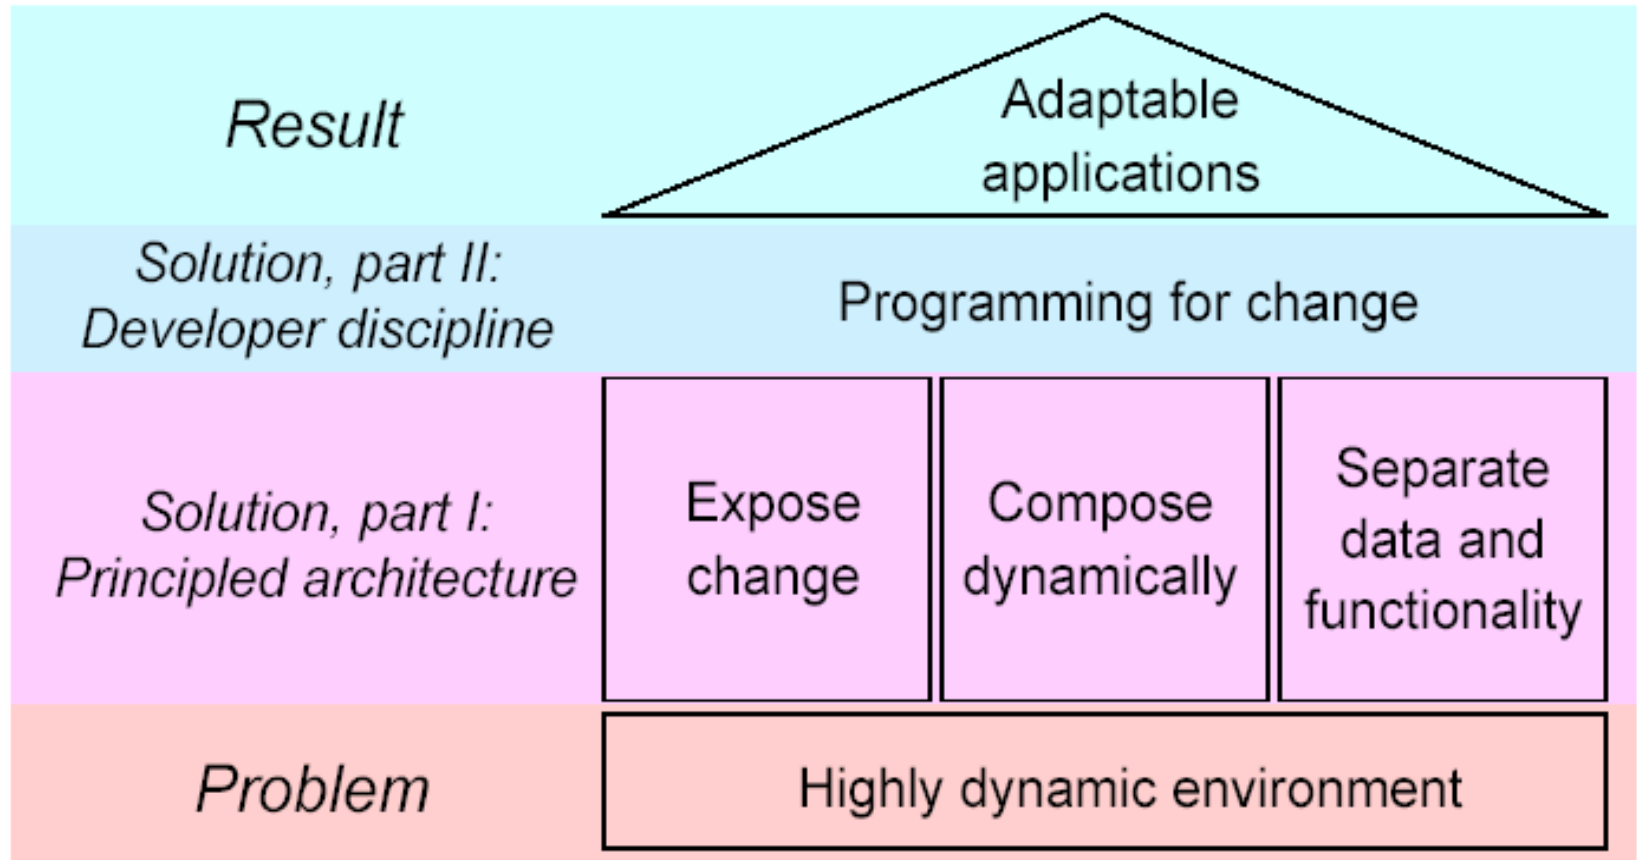 Result
Adaptable
applications
Solution, part II:
Developer discipline
Programming for change
Solution, part I:
Principled architecture
Expose
change
Compose
dynamically
Separate
data and
functionality
Problem
Highly dynamic environment